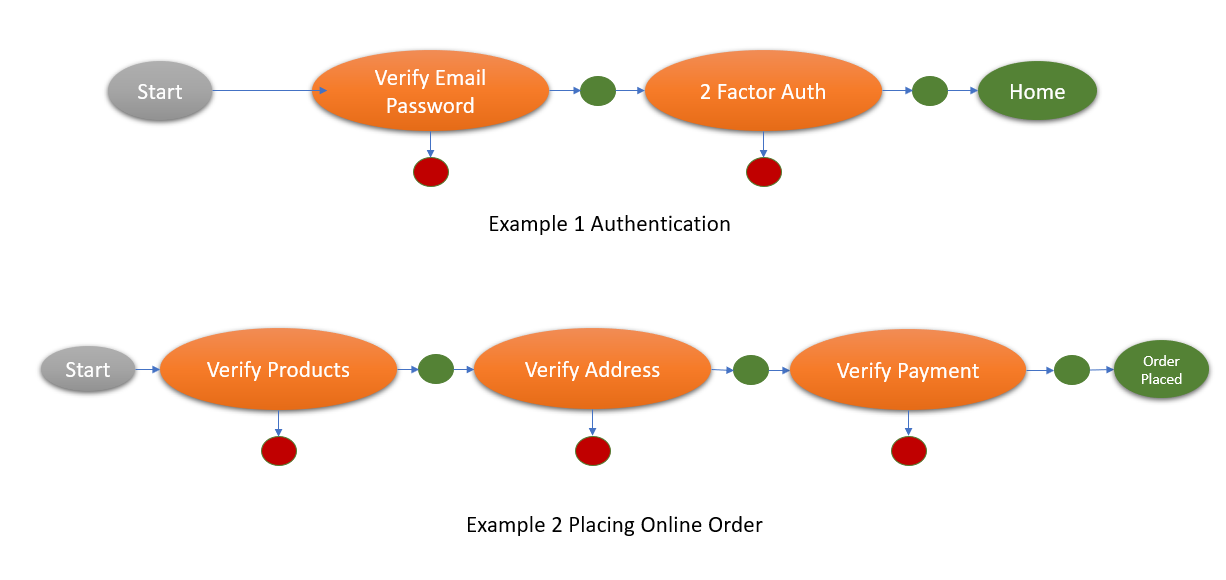 Start
Verify Email
Password
2 Factor Auth
Home
Example 1 Authentication
Start
Verify Products
Verify Address
Verify Payment
Order
Placed
Example 2 Placing Online Order